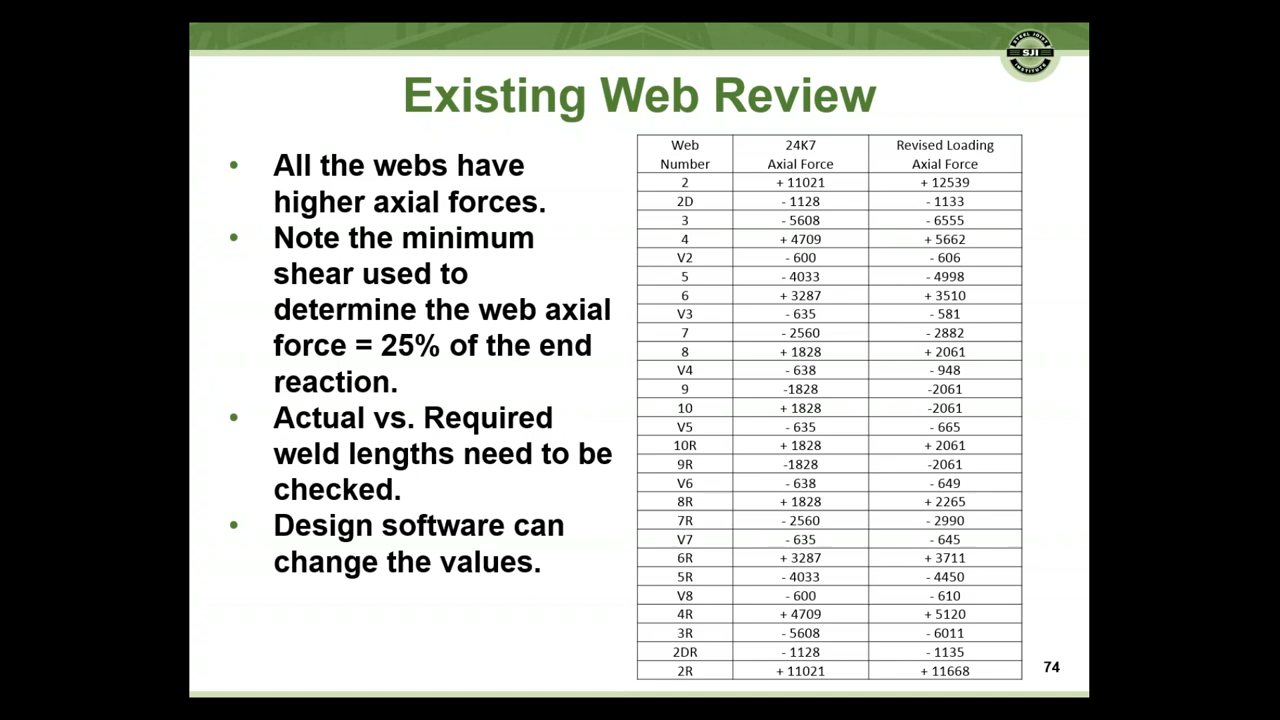 STEEL JOIST
SJI
INSTITUTE
Existing Web Review
• All the webs have
higher axial forces.
• Note the minimum
shear used to
determine the web axial
force = 25% of the end
reaction.
• Actual vs. Required
weld lengths need to be
checked.
• Design software can
change the values.
Web Number 24K7 Axial Force Revised Loading Axial Force
2 + 11021 + 12539
2D - 1128 - 1133
3 - 5608 - 6555
4 + 4709 + 5662
V2 - 600 - 606
5 - 4033 - 4998
6 + 3287 + 3510
V3 - 635 - 581
7 - 2560 - 2882
8 + 1828 + 2061
V4 - 638 - 948
9 -1828 -2061
10 + 1828 -2061
V5 - 635 - 665
10R + 1828 + 2061
9R -1828 -2061
V6 - 638 - 649
8R + 1828 + 2265
7R - 2560 - 2990
V7 - 635 - 645
6R + 3287 + 3711
5R - 4033 - 4450
V8 - 600 - 610
4R + 4709 + 5120
3R - 5608 - 6011
2DR - 1128 - 1135
2R + 11021 + 11668
74